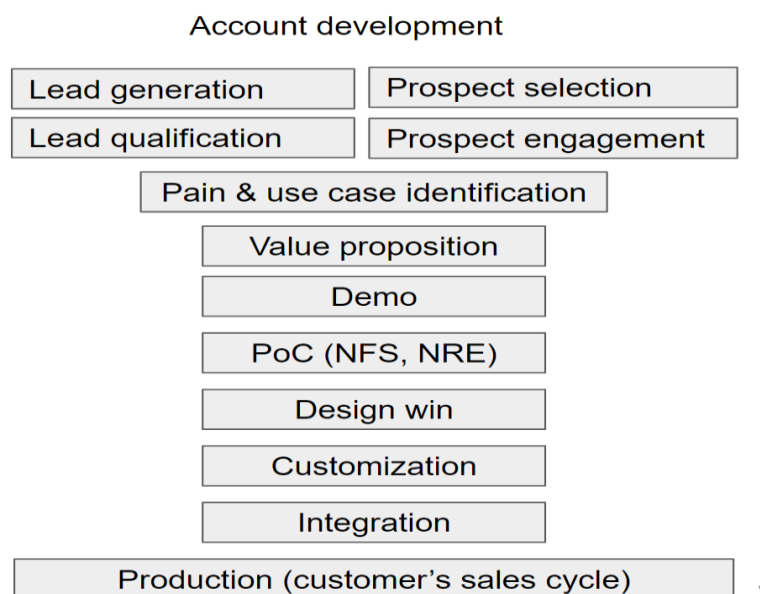 Account development
Lead generation
Prospect selection
Lead qualification
Prospect engagement
Pain & use case identification
Value proposition
Demo
PoC (NFS, NRE)
Design win
Customization
Integration
Production (customer’s sales cycle)